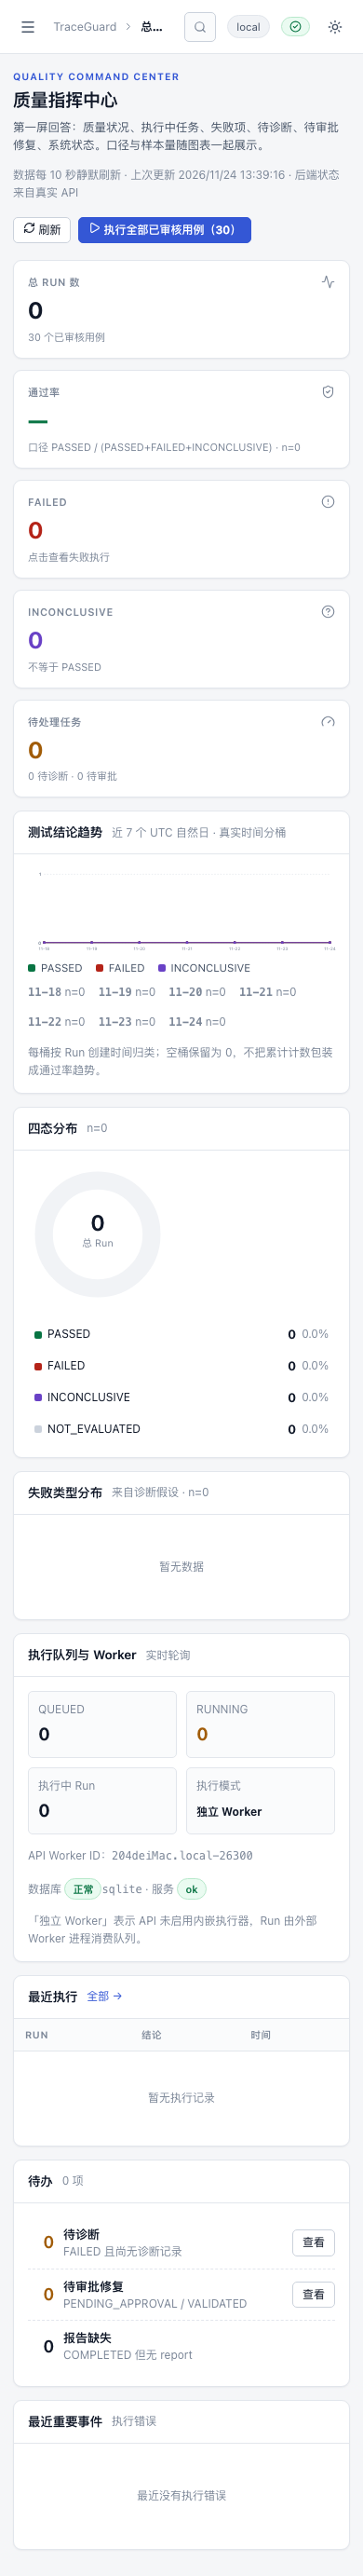 TraceGuard > 总...
local
QUALITY COMMAND CENTER
质量指挥中心
第一屏回答：质量状况、执行中任务、失败项、待诊断、待审批
修复、系统状态。口径与样本量随图表一起展示。
数据每 10 秒静默刷新 · 上次更新 2026/11/24 13:39:16 · 后端状态
来自真实 API
刷新
执行全部已审核用例（30）
总 RUN 数
0
30 个已审核用例
通过率
—
口径 PASSED / (PASSED+FAILED+INCONCLUSIVE) · n=0
FAILED
0
点击查看失败执行
INCONCLUSIVE
0
不等于 PASSED
待处理任务
0
0 待诊断 · 0 待审批
测试结论趋势 近 7 个 UTC 自然日 · 真实时间分桶
1
0
11-18 11-19 11-20 11-21 11-22 11-23 11-24
PASSED FAILED INCONCLUSIVE
11-18 n=0 11-19 n=0 11-20 n=0 11-21 n=0
11-22 n=0 11-23 n=0 11-24 n=0
每桶按 Run 创建时间归类；空桶保留为 0，不把累计计数包装
成通过率趋势。
四态分布 n=0
0
总 Run
PASSED 0 0.0%
FAILED 0 0.0%
INCONCLUSIVE 0 0.0%
NOT_EVALUATED 0 0.0%
失败类型分布 来自诊断假设 · n=0
暂无数据
执行队列与 Worker 实时轮询
QUEUED
0
RUNNING
0
执行中 Run
0
执行模式
独立 Worker
API Worker ID： 204deiMac.local-26300
数据库 正常 sqlite · 服务 ok
「独立 Worker」表示 API 未启用内嵌执行器，Run 由外部
Worker 进程消费队列。
最近执行 全部 →
RUN 结论 时间
暂无执行记录
待办 0 项
0 待诊断
FAILED 且尚无诊断记录
查看
0 待审批修复
PENDING_APPROVAL / VALIDATED
查看
0 报告缺失
COMPLETED 但无 report
最近重要事件 执行错误
最近没有执行错误